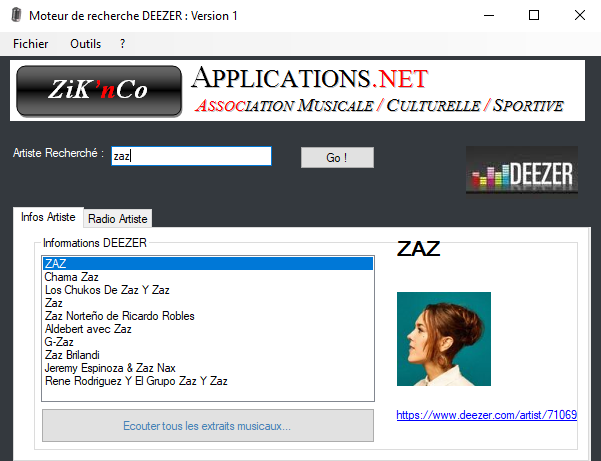 Moteur de recherche DEEZER : Version 1
Fichier Outils ?
ZiK'nCo
APPLICATIONS.NET
ASSOCIATION MUSICALE / CULTURELLE / SPORTIVE
Artiste Recherché : zaz Go !
DEEZER
Infos Artiste Radio Artiste
Informations DEEZER
ZAZ
ZAZ
Chama Zaz
Los Chukos De Zaz Y Zaz
Zaz
Zaz Norteño de Ricardo Robles
Aldebert avec Zaz
G-Zaz
Zaz Brilandi
Jeremy Espinoza & Zaz Nax
Rene Rodriguez Y El Grupo Zaz Y Zaz
https://www.deezer.com/artist/71069
Ecouter tous les extraits musicaux...